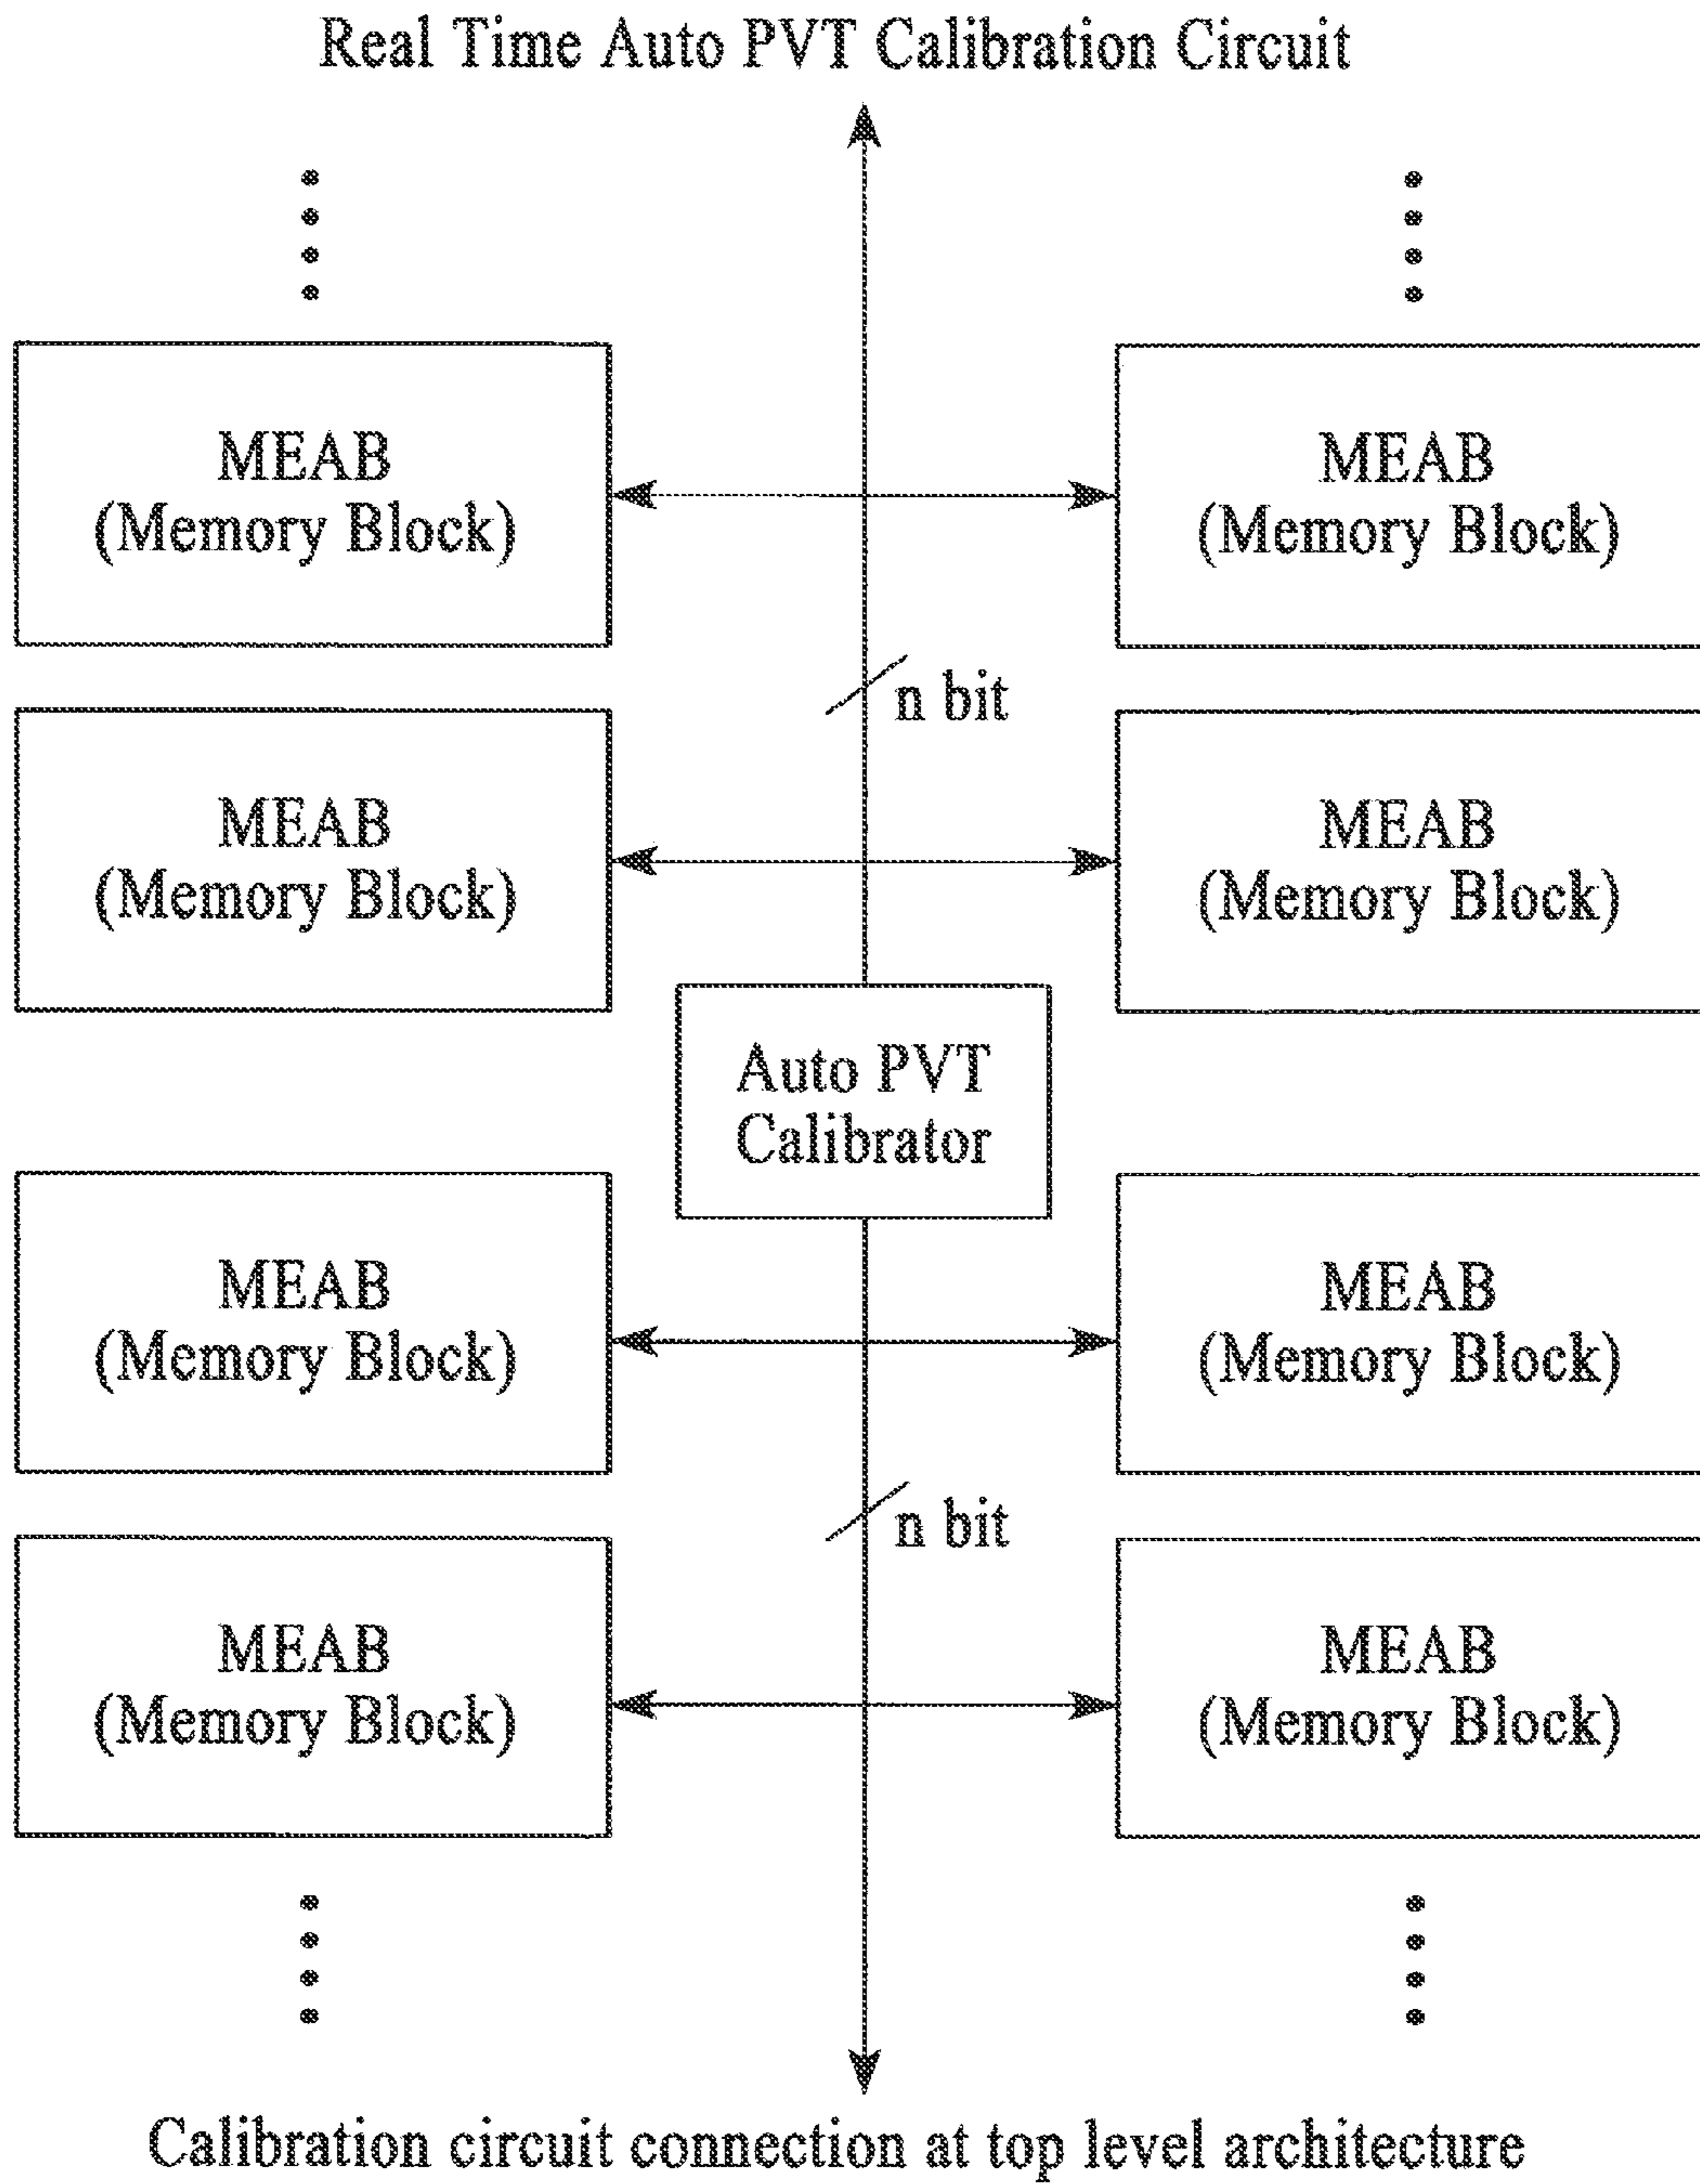 Real Time Auto PVT Calibration Circuit
MEAB
(Memory Block)
MEAB
(Memory Block)
n bit
MEAB
(Memory Block)
MEAB
(Memory Block)
Auto PVT
Calibrator
MEAB
(Memory Block)
MEAB
(Memory Block)
n bit
MEAB
(Memory Block)
MEAB
(Memory Block)
Calibration circuit connection at top level architecture